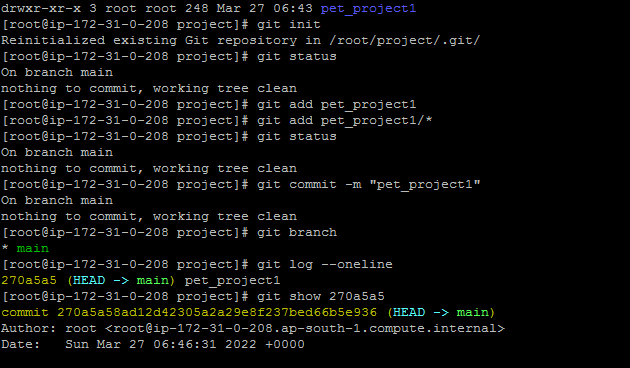 drwxr-xr-x 3 root root 248 Mar 27 06:43 pet_project1
[root@ip-172-31-0-208 project]# git init
Reinitialized existing Git repository in /root/project/.git/
[root@ip-172-31-0-208 project]# git status
On branch main
nothing to commit, working tree clean
[root@ip-172-31-0-208 project]# git add pet_project1
[root@ip-172-31-0-208 project]# git add pet_project1/*
[root@ip-172-31-0-208 project]# git status
On branch main
nothing to commit, working tree clean
[root@ip-172-31-0-208 project]# git commit -m "pet_project1"
On branch main
nothing to commit, working tree clean
[root@ip-172-31-0-208 project]# git branch
* main
[root@ip-172-31-0-208 project]# git log --oneline
270a5a5 (HEAD -> main) pet_project1
[root@ip-172-31-0-208 project]# git show 270a5a5
commit 270a5a58ad12d42305a2a29e8f237bed66b5e936 (HEAD -> main)
Author: root <root@ip-172-31-0-208.ap-south-1.compute.internal>
Date:   Sun Mar 27 06:46:31 2022 +0000